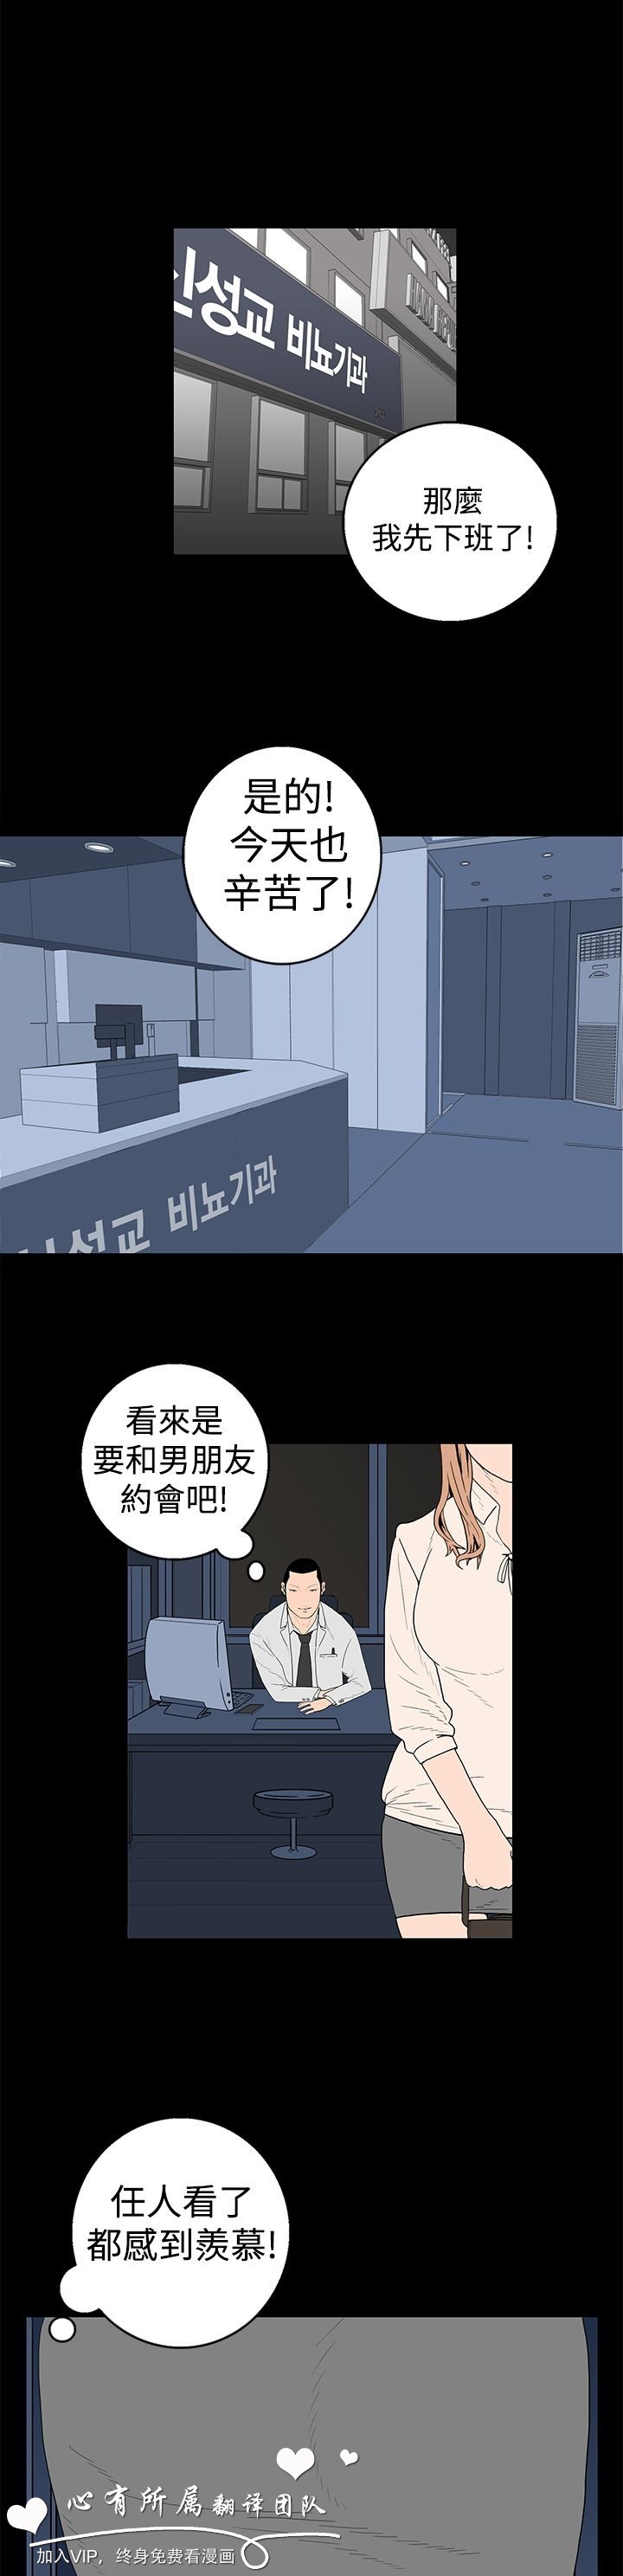 신성교 비뇨기과
那麼
我先下班了!
是的!
今天也
辛苦了!
신성교 비뇨기과
看來是
要和男朋友
約會吧!
任人看了
都感到羨慕!
心有所属翻译团队
加入VIP，终身免费看漫画